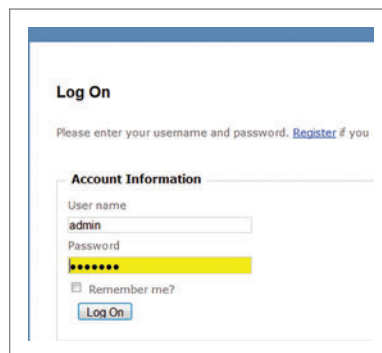 Log On
Please enter your username and password. Register if you
Account Information
User name
admin
Password
•••••••
Remember me?
Log On